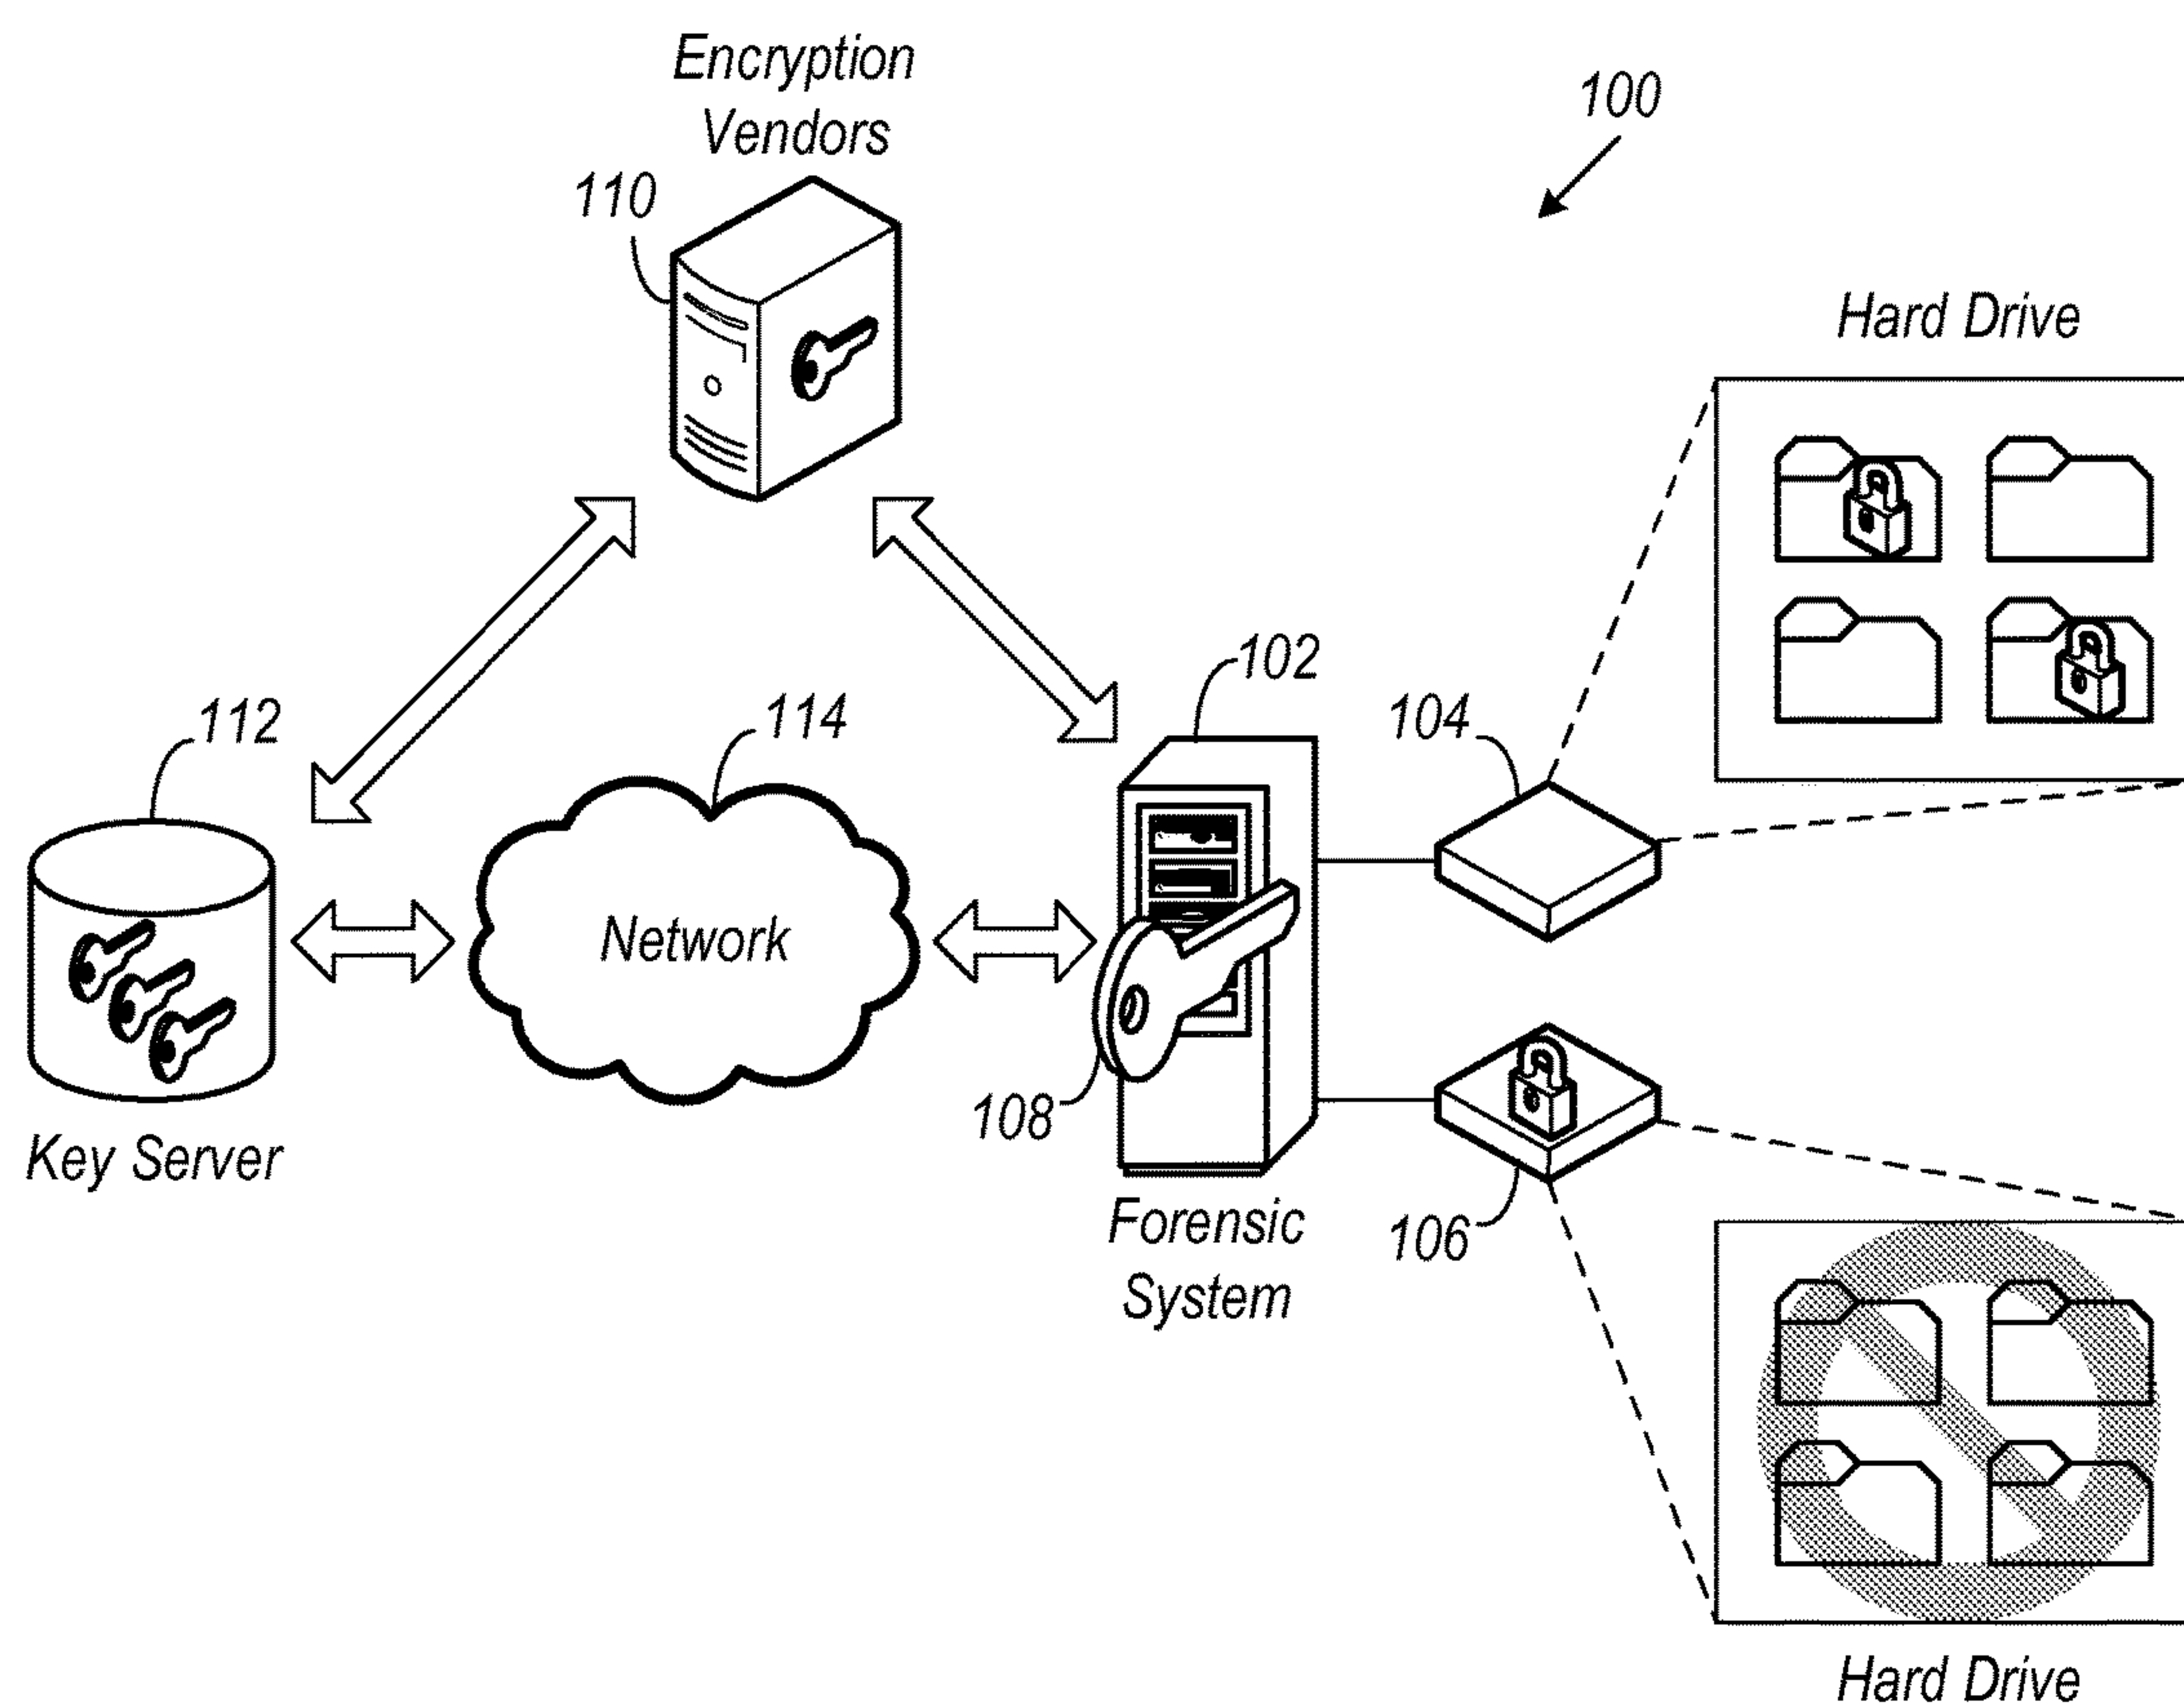 Encryption
Vendors
100
110
Hard Drive
102
104
112
114
Network
108
Key Server
Forensic
System
106
Hard Drive